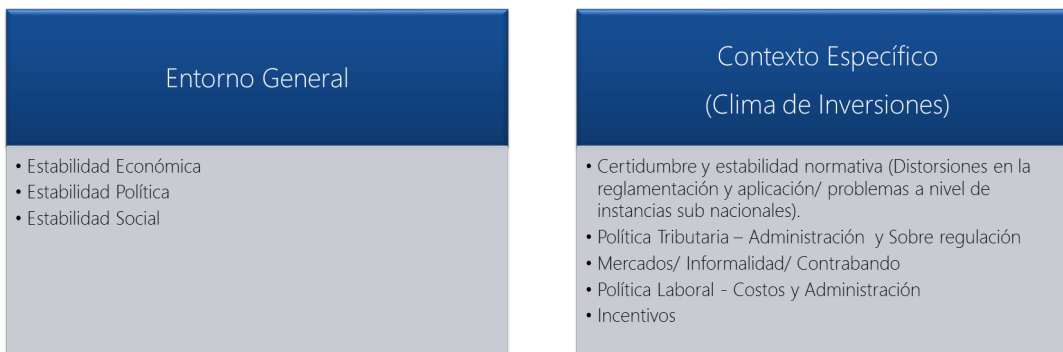 Entorno General
• Estabilidad Económica
• Estabilidad Política
• Estabilidad Social
Contexto Específico
(Clima de Inversiones)
• Certidumbre y estabilidad normativa (Distorsiones en la
reglamentación y aplicación/ problemas a nivel de
instancias sub nacionales).
• Política Tributaria – Administración y Sobre regulación
• Mercados/ Informalidad/ Contrabando
• Política Laboral - Costos y Administración
• Incentivos